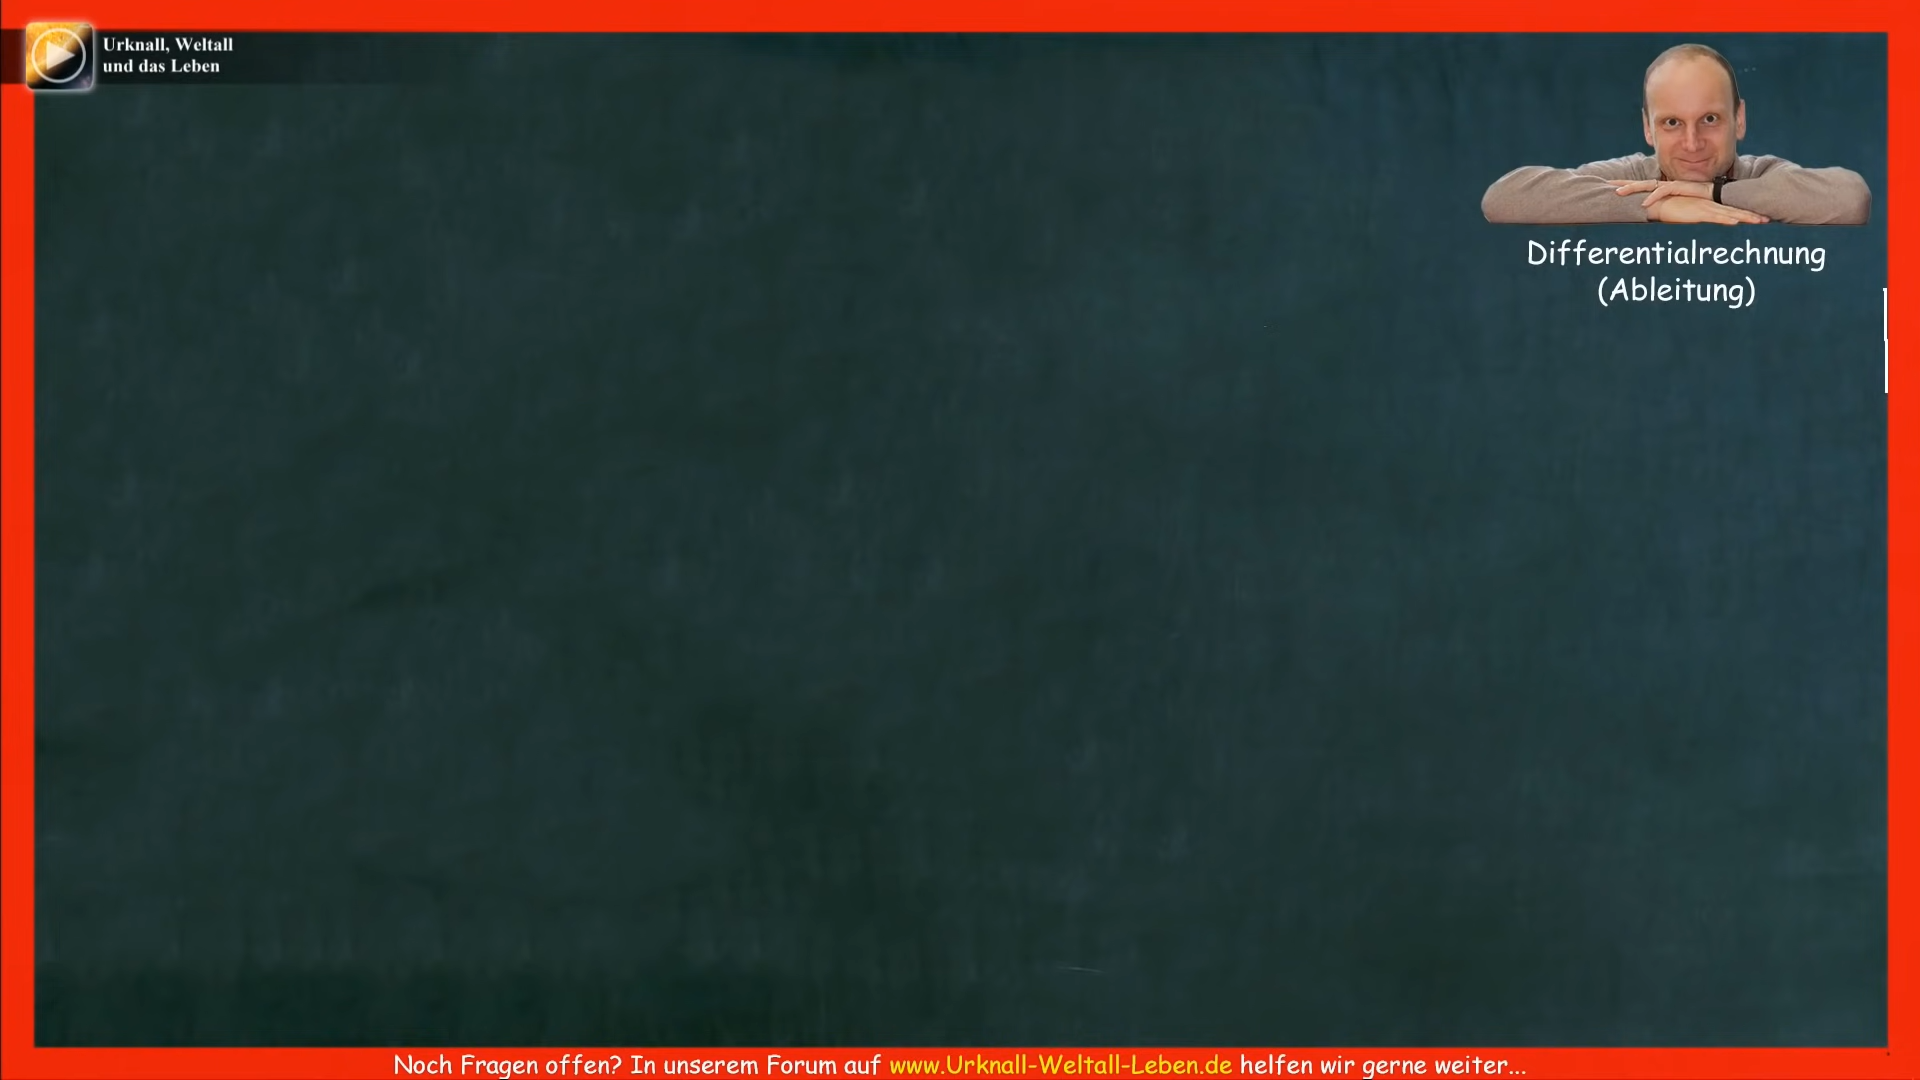 Urknall, Weltall
und das Leben
Differentialrechnung
(Ableitung)
Noch Fragen offen? In unserem Forum auf www.Urknall-Weltall-Leben.de helfen wir gerne weiter...